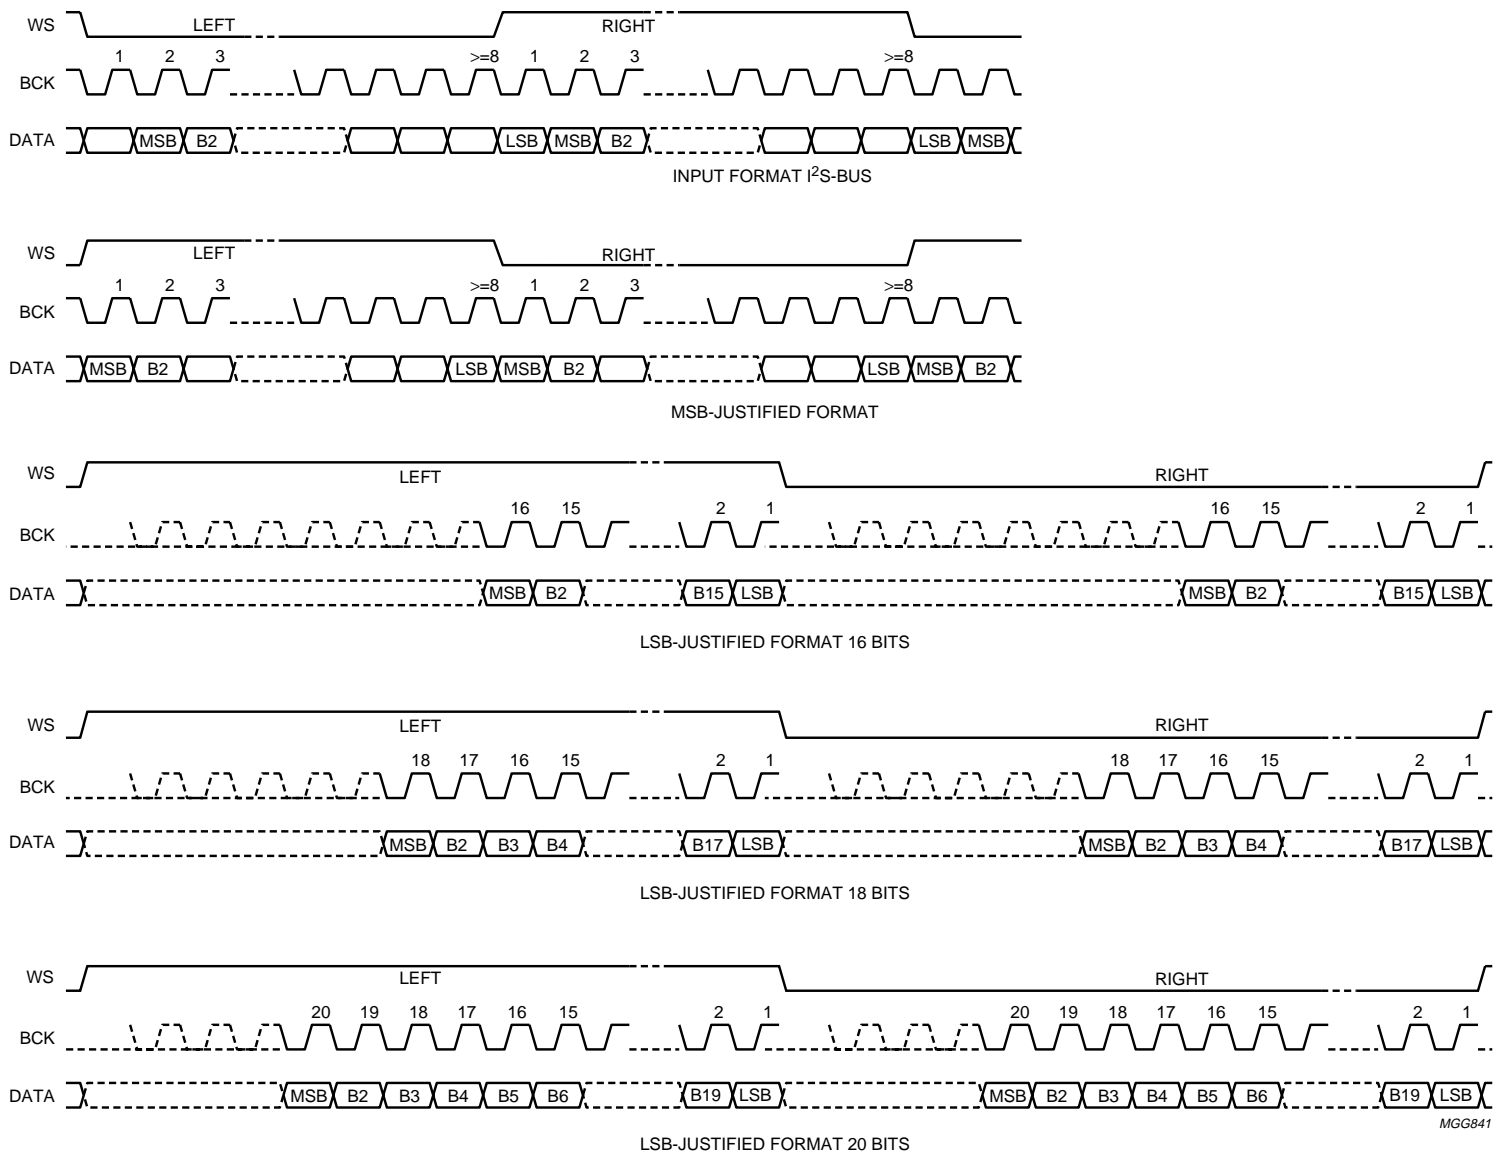 WS LEFT RIGHT
1 2 3 >=8 1 2 3 >=8
BCK
DATA MSB B2 LSB MSB B2 LSB MSB
INPUT FORMAT I²S-BUS
WS LEFT RIGHT
1 2 3 >=8 1 2 3 >=8
BCK
DATA MSB B2 LSB MSB B2 LSB MSB B2
MSB-JUSTIFIED FORMAT
WS LEFT RIGHT
16 15 2 1 16 15 2 1
BCK
DATA MSB B2 B15 LSB MSB B2 B15 LSB
LSB-JUSTIFIED FORMAT 16 BITS
WS LEFT RIGHT
18 17 16 15 2 1 18 17 16 15 2 1
BCK
DATA MSB B2 B3 B4 B17 LSB MSB B2 B3 B4 B17 LSB
LSB-JUSTIFIED FORMAT 18 BITS
WS LEFT RIGHT
20 19 18 17 16 15 2 1 20 19 18 17 16 15 2 1
BCK
DATA MSB B2 B3 B4 B5 B6 B19 LSB MSB B2 B3 B4 B5 B6 B19 LSB
MGG841
LSB-JUSTIFIED FORMAT 20 BITS